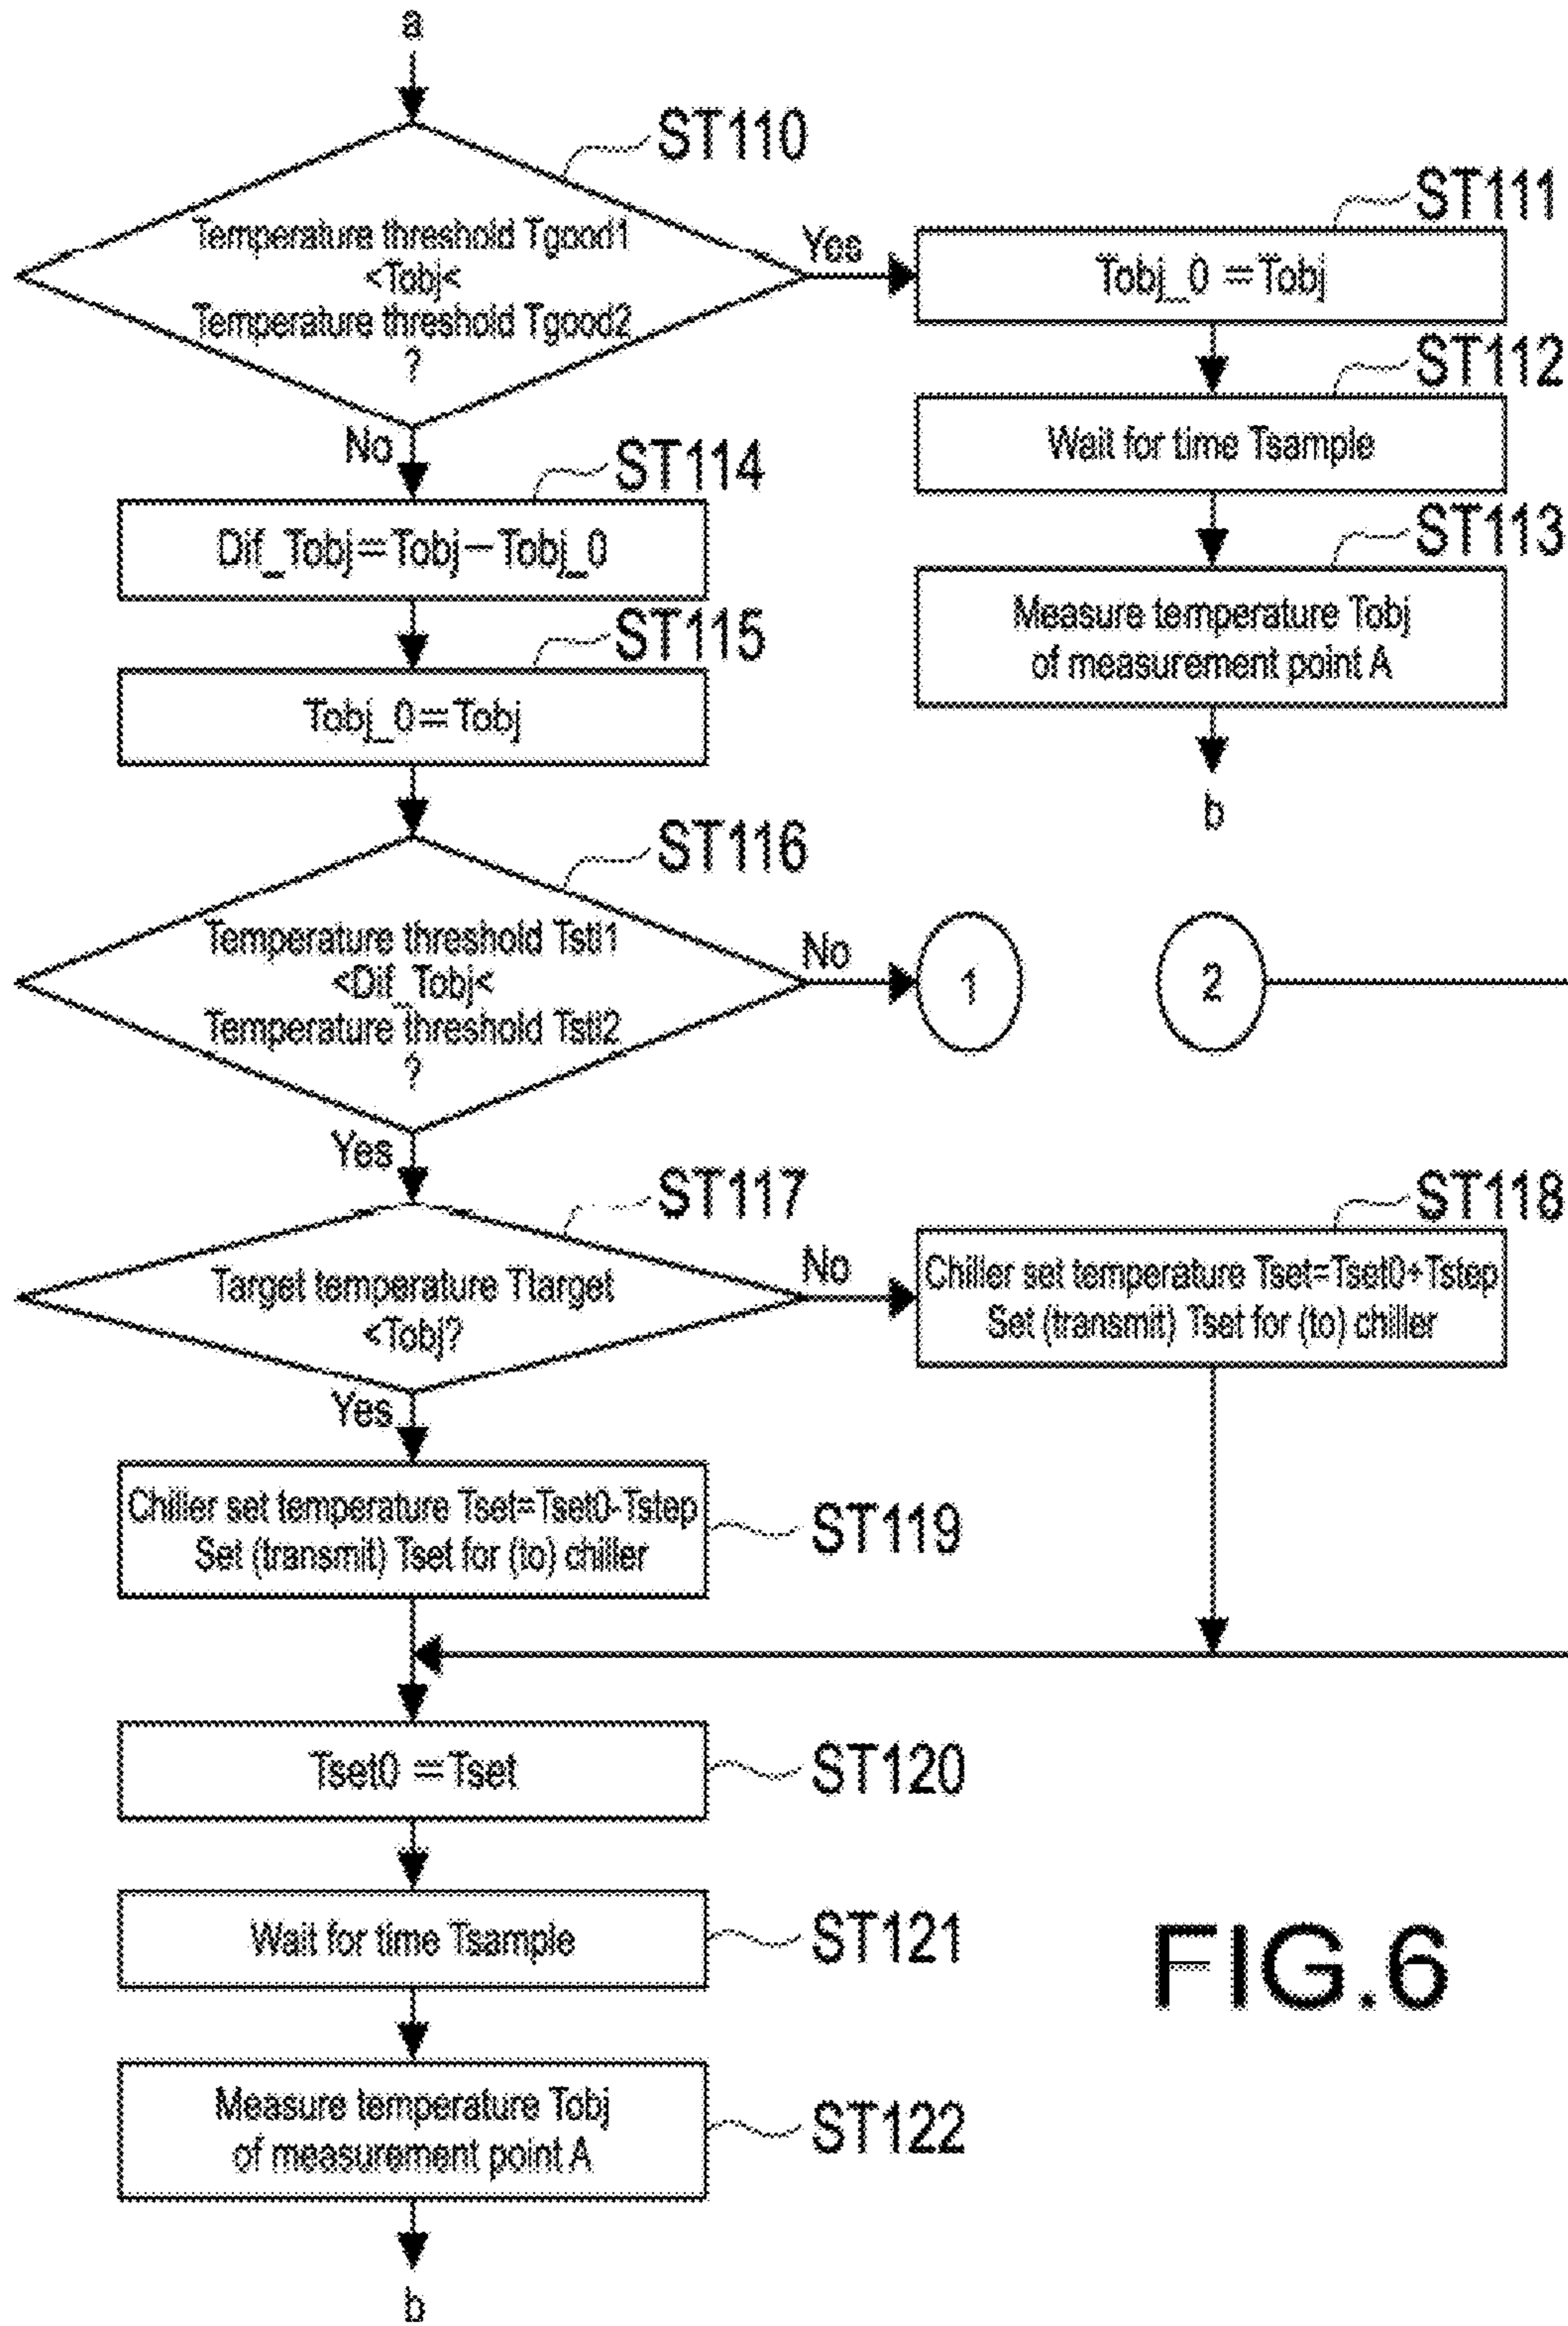 a
ST110
Temperature threshold Tgood1
<Tobj<
Temperature threshold Tgood2
?
Yes
No
ST111
Tobj_0=Tobj
ST112
Wait for time Tsample
ST113
Measure temperature Tobj
of measurement point A
b
ST114
Dif_Tobj=Tobj−Tobj_0
ST115
Tobj_0=Tobj
ST116
Temperature threshold Tstl1
<Dif_Tobj<
Temperature threshold Tstl2
?
No
1
2
Yes
ST117
Target temperature Ttarget
<Tobj?
No
ST118
Chiller set temperature Tset=Tset0+Tstep
Set (transmit) Tset for (to) chiller
Yes
Chiller set temperature Tset=Tset0-Tstep
Set (transmit) Tset for (to) chiller
ST119
Tset0=Tset
ST120
Wait for time Tsample
ST121
Measure temperature Tobj
of measurement point A
ST122
b
FIG.6